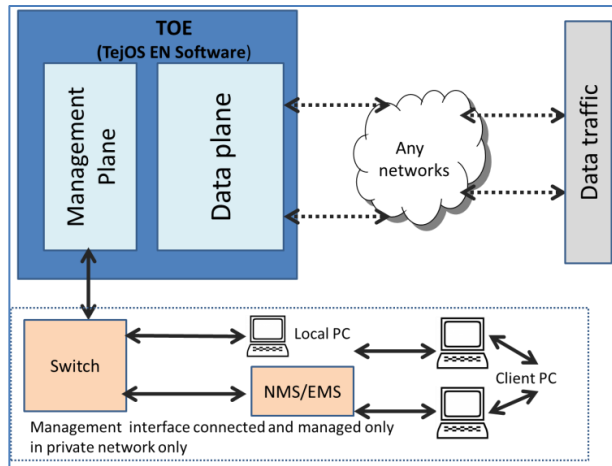 TOE
(TejOS EN Software)
Management
Plane
Data plane
Any
networks
Data traffic
Switch
Local PC
NMS/EMS
Client PC
Management interface connected and managed only
in private network only